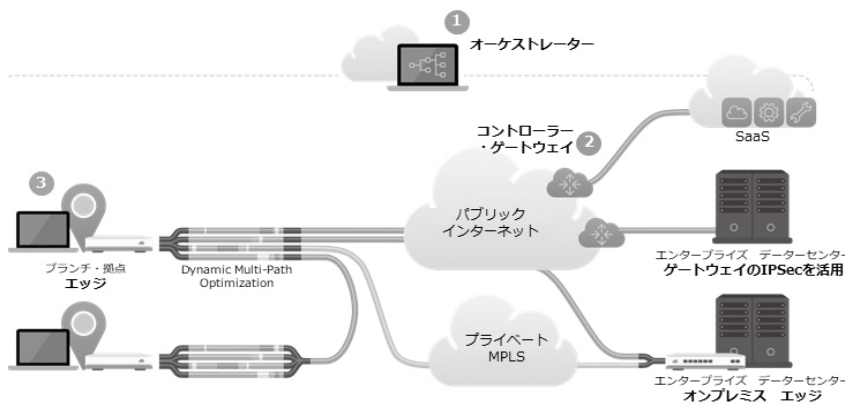 1
オーケストレーター
SaaS
コントローラー
・ゲートウェイ
2
3
パブリック
インターネット
エンタープライズ データーセンター
ゲートウェイのIPSecを活用
ブランチ・拠点
エッジ
Dynamic Multi-Path
Optimization
プライベート
MPLS
エンタープライズ データーセンター
オンプレミス エッジ